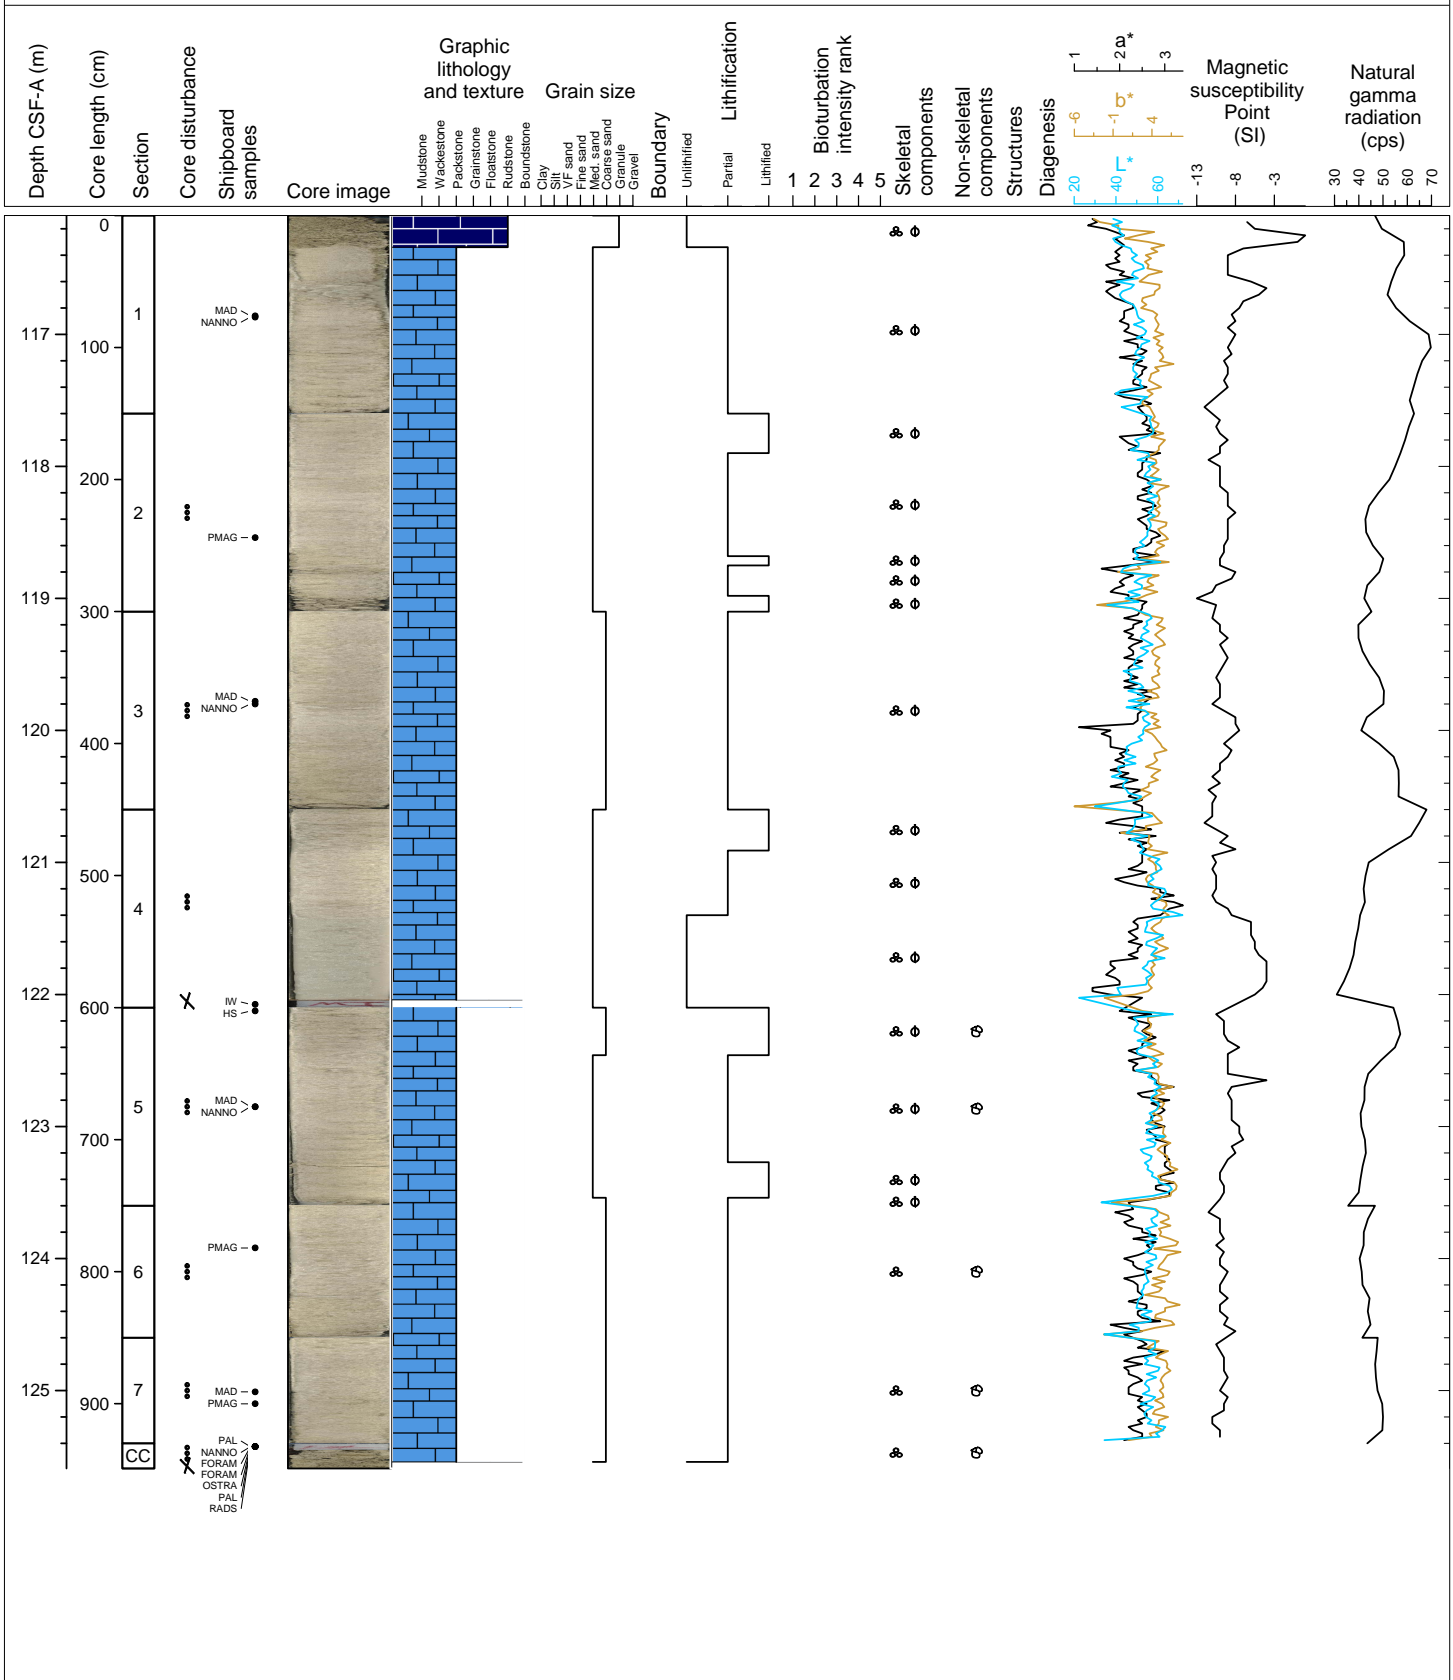 Depth CSF-A (m)
Core length (cm)
Section
Core disturbance
Shipboard
samples
Core image
Graphic
lithology
and texture
Mudstone
Wackestone
Packstone
Grainstone
Floatstone
Rudstone
Boundstone
Grain size
Clay
Silt
VF sand
Fine sand
Med. sand
Coarse sand
Granule
Gravel
Boundary
Lithification
Unlithified
Partial
Lithified
Bioturbation
intensity rank
1 2 3 4 5
Skeletal
components
Non-skeletal
components
Structures
Diagenesis
a*
1 2 3
b*
-6 -1 4
L*
20 40 60
Magnetic
susceptibility
Point
(SI)
-13 -8 -3
Natural
gamma
radiation
(cps)
30 40 50 60 70
0
1
MAD
NANNO
117
100
118
200
2
PMAG
119
300
MAD
NANNO
3
120
400
121
500
4
122
600
IW
HS
MAD
NANNO
5
123
700
PMAG
124
800
6
125
7
MAD
PMAG
900
PAL
CC
NANNO
FORAM
FORAM
OSTRA
PAL
RADS